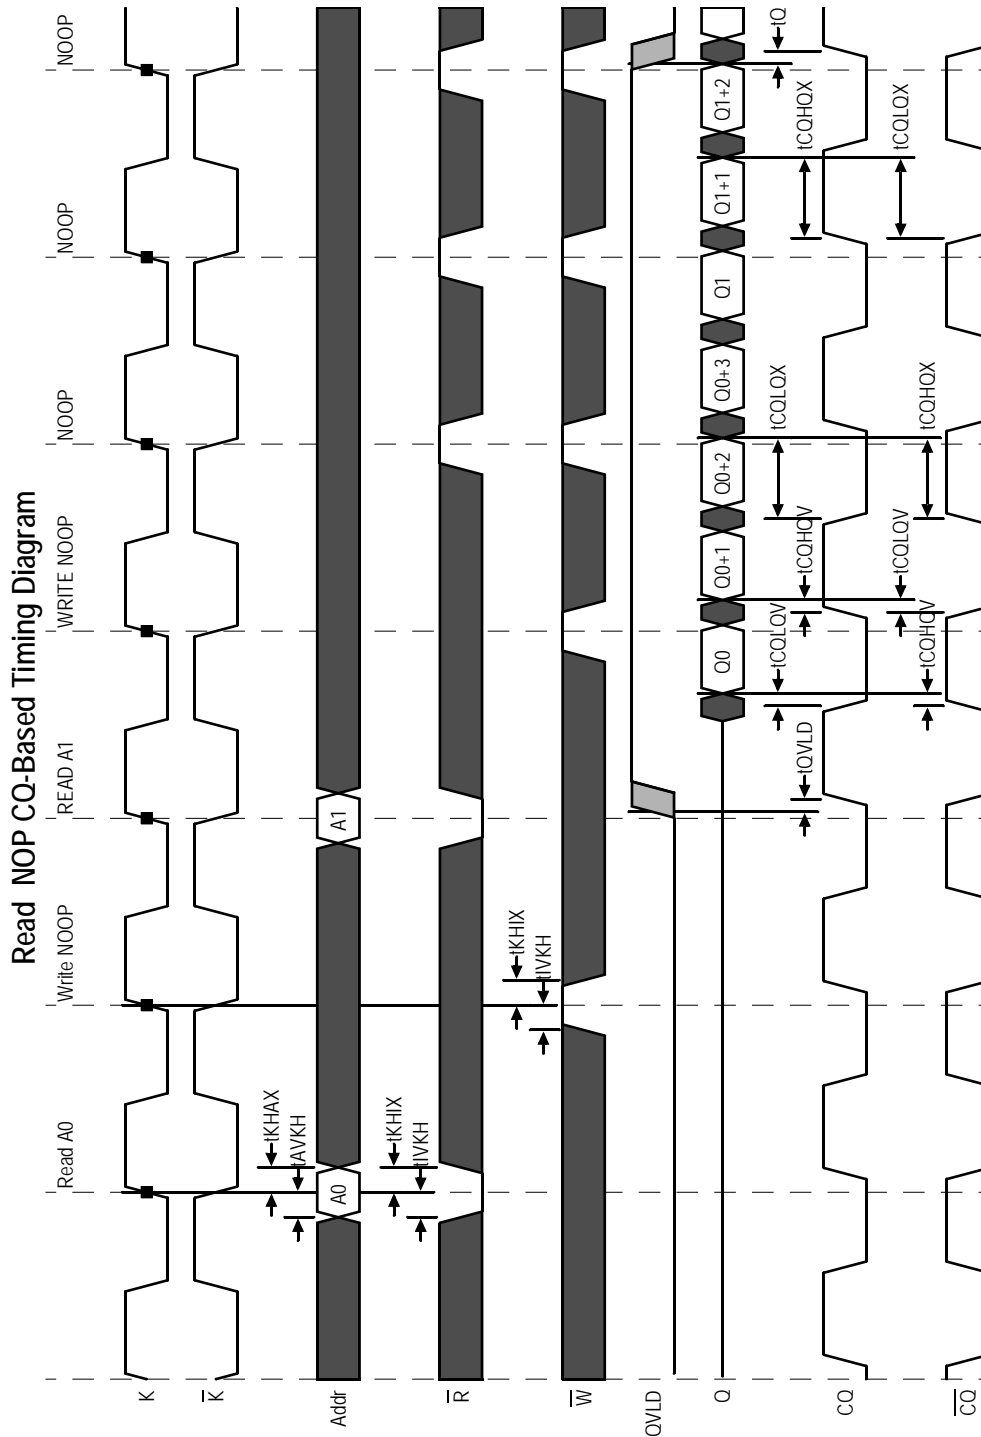 Read NOP CQ-Based Timing Diagram
Read A0
Write NOOP
READ A1
WRITE NOOP
NOOP
NOOP
NOOP
K
K
tKHAX
tAVKH
Addr
A0
A1
tKHIX
tIVKH
R
tKHIX
tIVKH
W
QVLD
Q
Q0
Q0+1
Q0+2
Q0+3
Q1
Q1+1
Q1+2
tQVLD
tCQLQV
tCQHQV
tCQLQX
tCQHQX
tQ
CQ
tCQHQV
tCQLQV
tCQHQX
tCQLQX
CQ